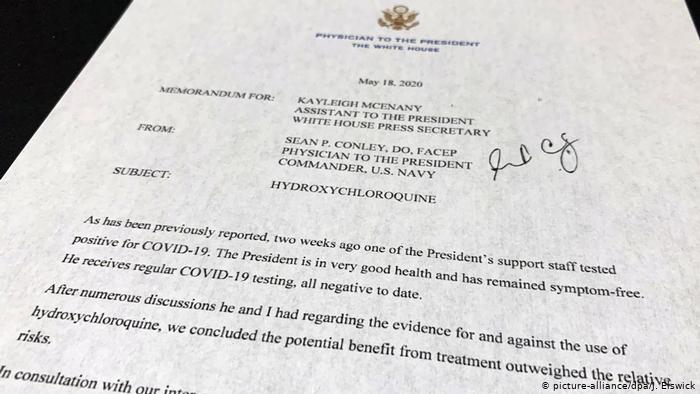 PHYSICIAN TO THE PRESIDENT
THE WHITE HOUSE
May 18, 2020
MEMORANDUM FOR:
KAYLEIGH MCENANY
ASSISTANT TO THE PRESIDENT
WHITE HOUSE PRESS SECRETARY
FROM:
SEAN P. CONLEY, DO, FACEP
PHYSICIAN TO THE PRESIDENT
COMMANDER, U.S. NAVY
SUBJECT:
HYDROXYCHLOROQUINE
As has been previously reported, two weeks ago one of the President's support staff tested
positive for COVID-19. The President is in very good health and has remained symptom-free.
He receives regular COVID-19 testing, all negative to date.
After numerous discussions he and I had regarding the evidence for and against the use of
hydroxychloroquine, we concluded the potential benefit from treatment outweighed the relative
risks.
In consultation with our
© picture-alliance/dpa/J. Elswick